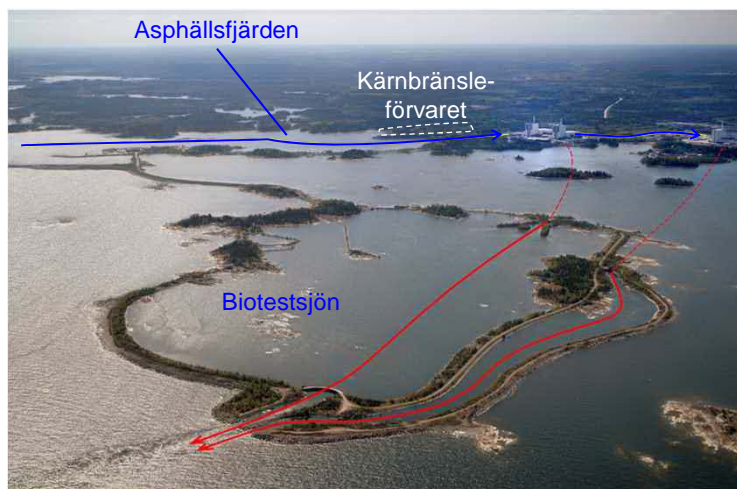 Asphällsfjärden
Kärnbränsle-
förvaret
Biotestsjön